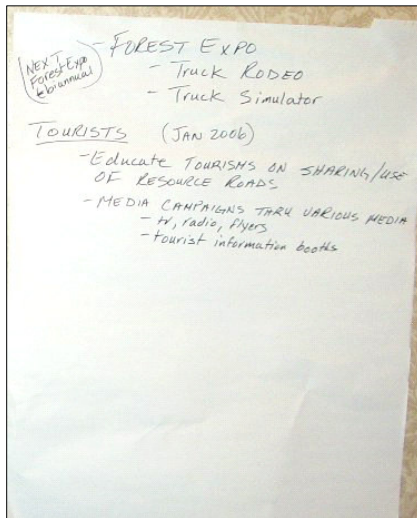 - FOREST EXPO
NEXT
Forest Expo
biannual
- TRUCK RODEO
- TRUCK SIMULATOR
TOURISTS (JAN 2006)
- EDUCATE TOURISMS ON SHARING/USE
OF RESOURCE ROADS
- MEDIA CAMPAIGNS THRU VARIOUS MEDIA
- tv, radio, flyers
- tourist information booths